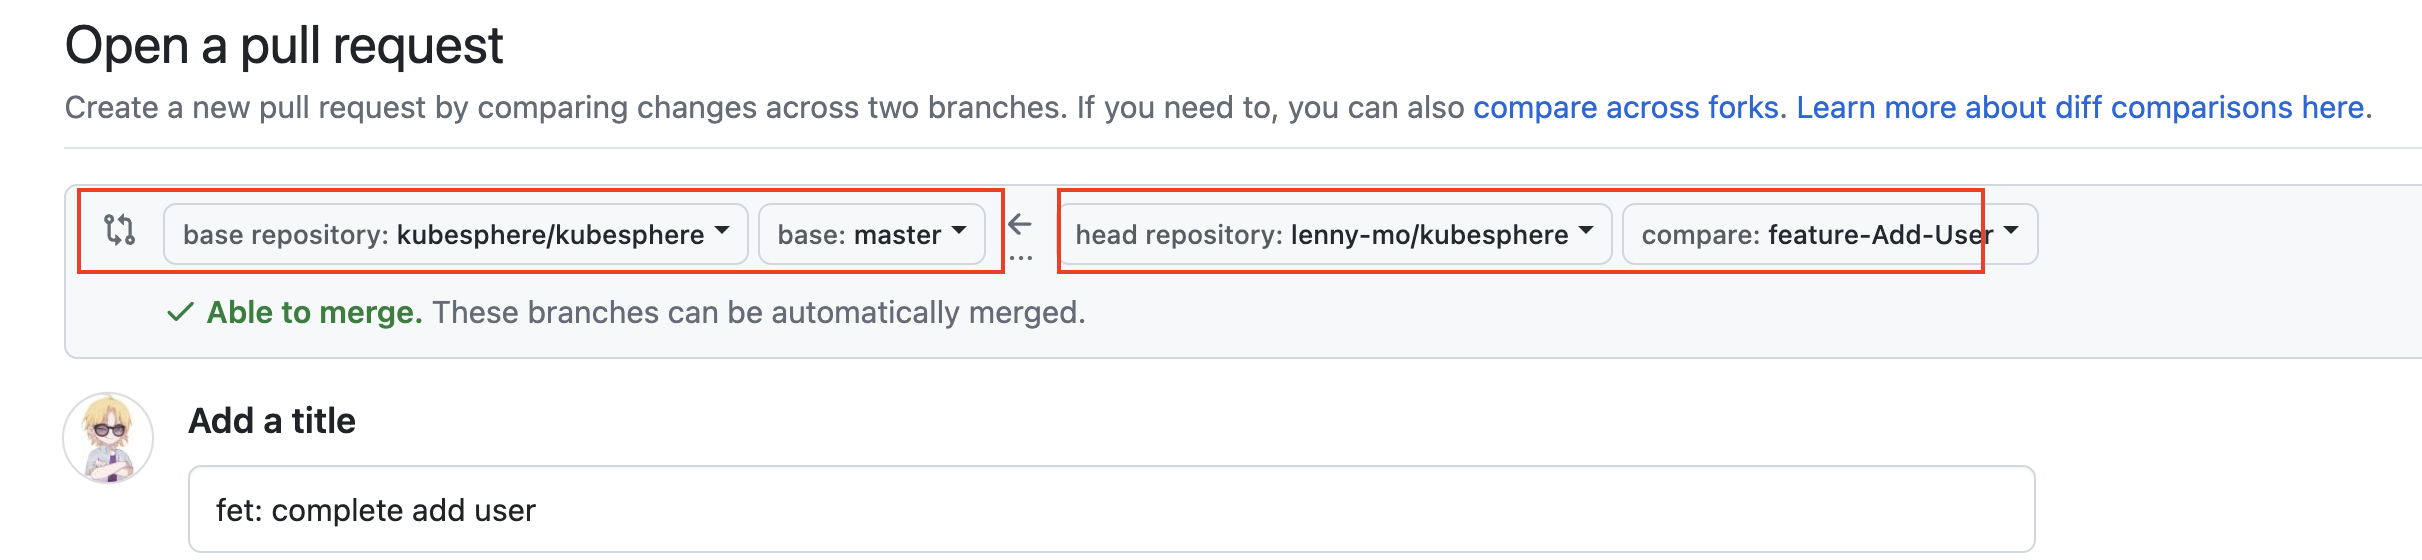 Open a pull request
Create a new pull request by comparing changes across two branches. If you need to, you can also compare across forks. Learn more about diff comparisons here.
base repository: kubesphere/kubesphere base: master ← head repository: lenny-mo/kubesphere compare: feature-Add-User
...
✓ Able to merge. These branches can be automatically merged.
Add a title
fet: complete add user